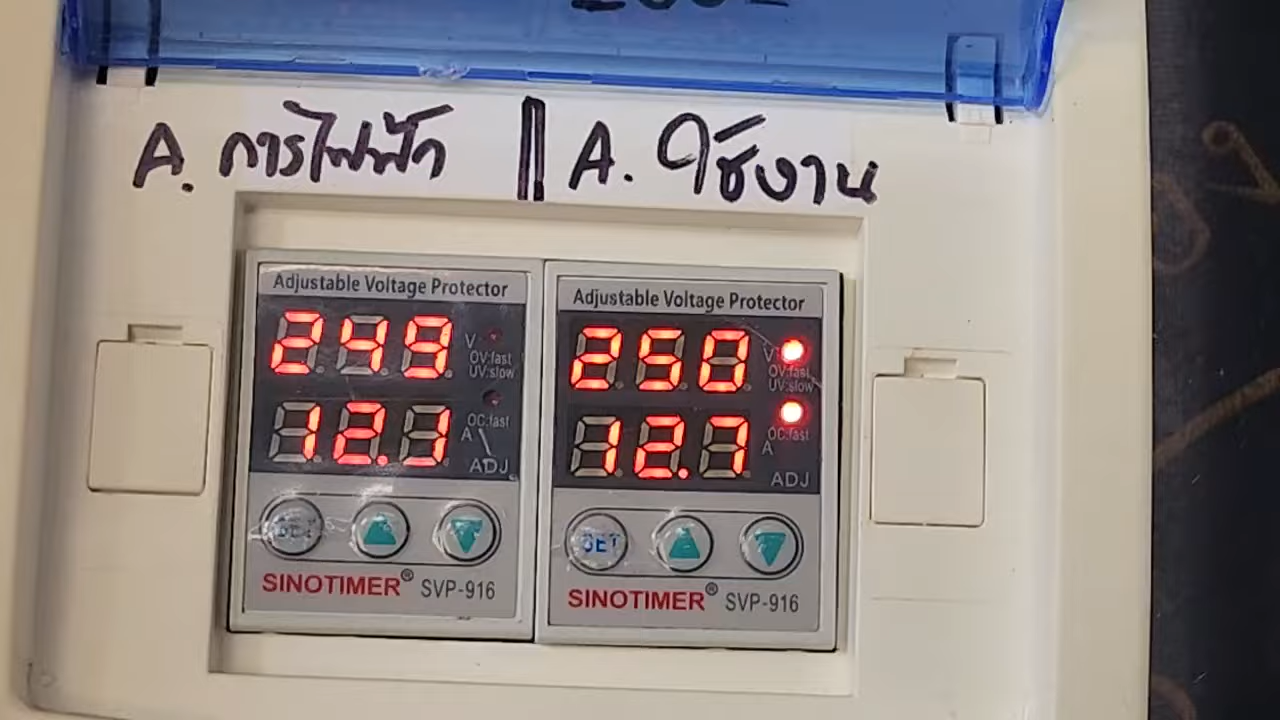 A. การไฟฟ้า || A. ใช้งาน
Adjustable Voltage Protector
249 V
OV:fast
UV:slow
12.1 A
OC:fast
ADJ
SET
SINOTIMER® SVP-916
Adjustable Voltage Protector
250 V
OV:fast
UV:slow
12.7 A
OC:fast
ADJ
SET
SINOTIMER® SVP-916